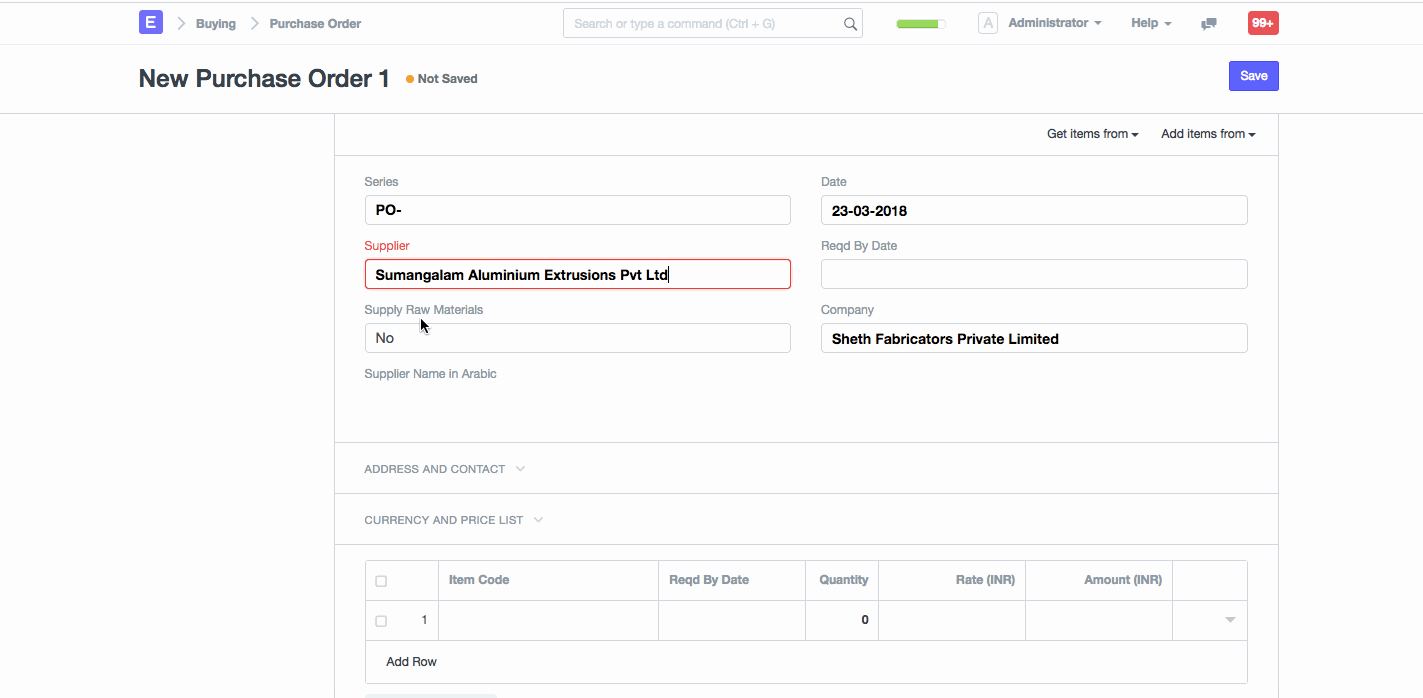 E Buying Purchase Order Search or type a command (Ctrl + G) A Administrator Help 99+
New Purchase Order 1 Not Saved Save
Get items from Add items from
Series Date
PO- 23-03-2018
Supplier Reqd By Date
Sumangalam Aluminium Extrusions Pvt Ltd
Supply Raw Materials Company
No Sheth Fabricators Private Limited
Supplier Name in Arabic
ADDRESS AND CONTACT
CURRENCY AND PRICE LIST
Item Code Reqd By Date Quantity Rate (INR) Amount (INR)
1 0
Add Row